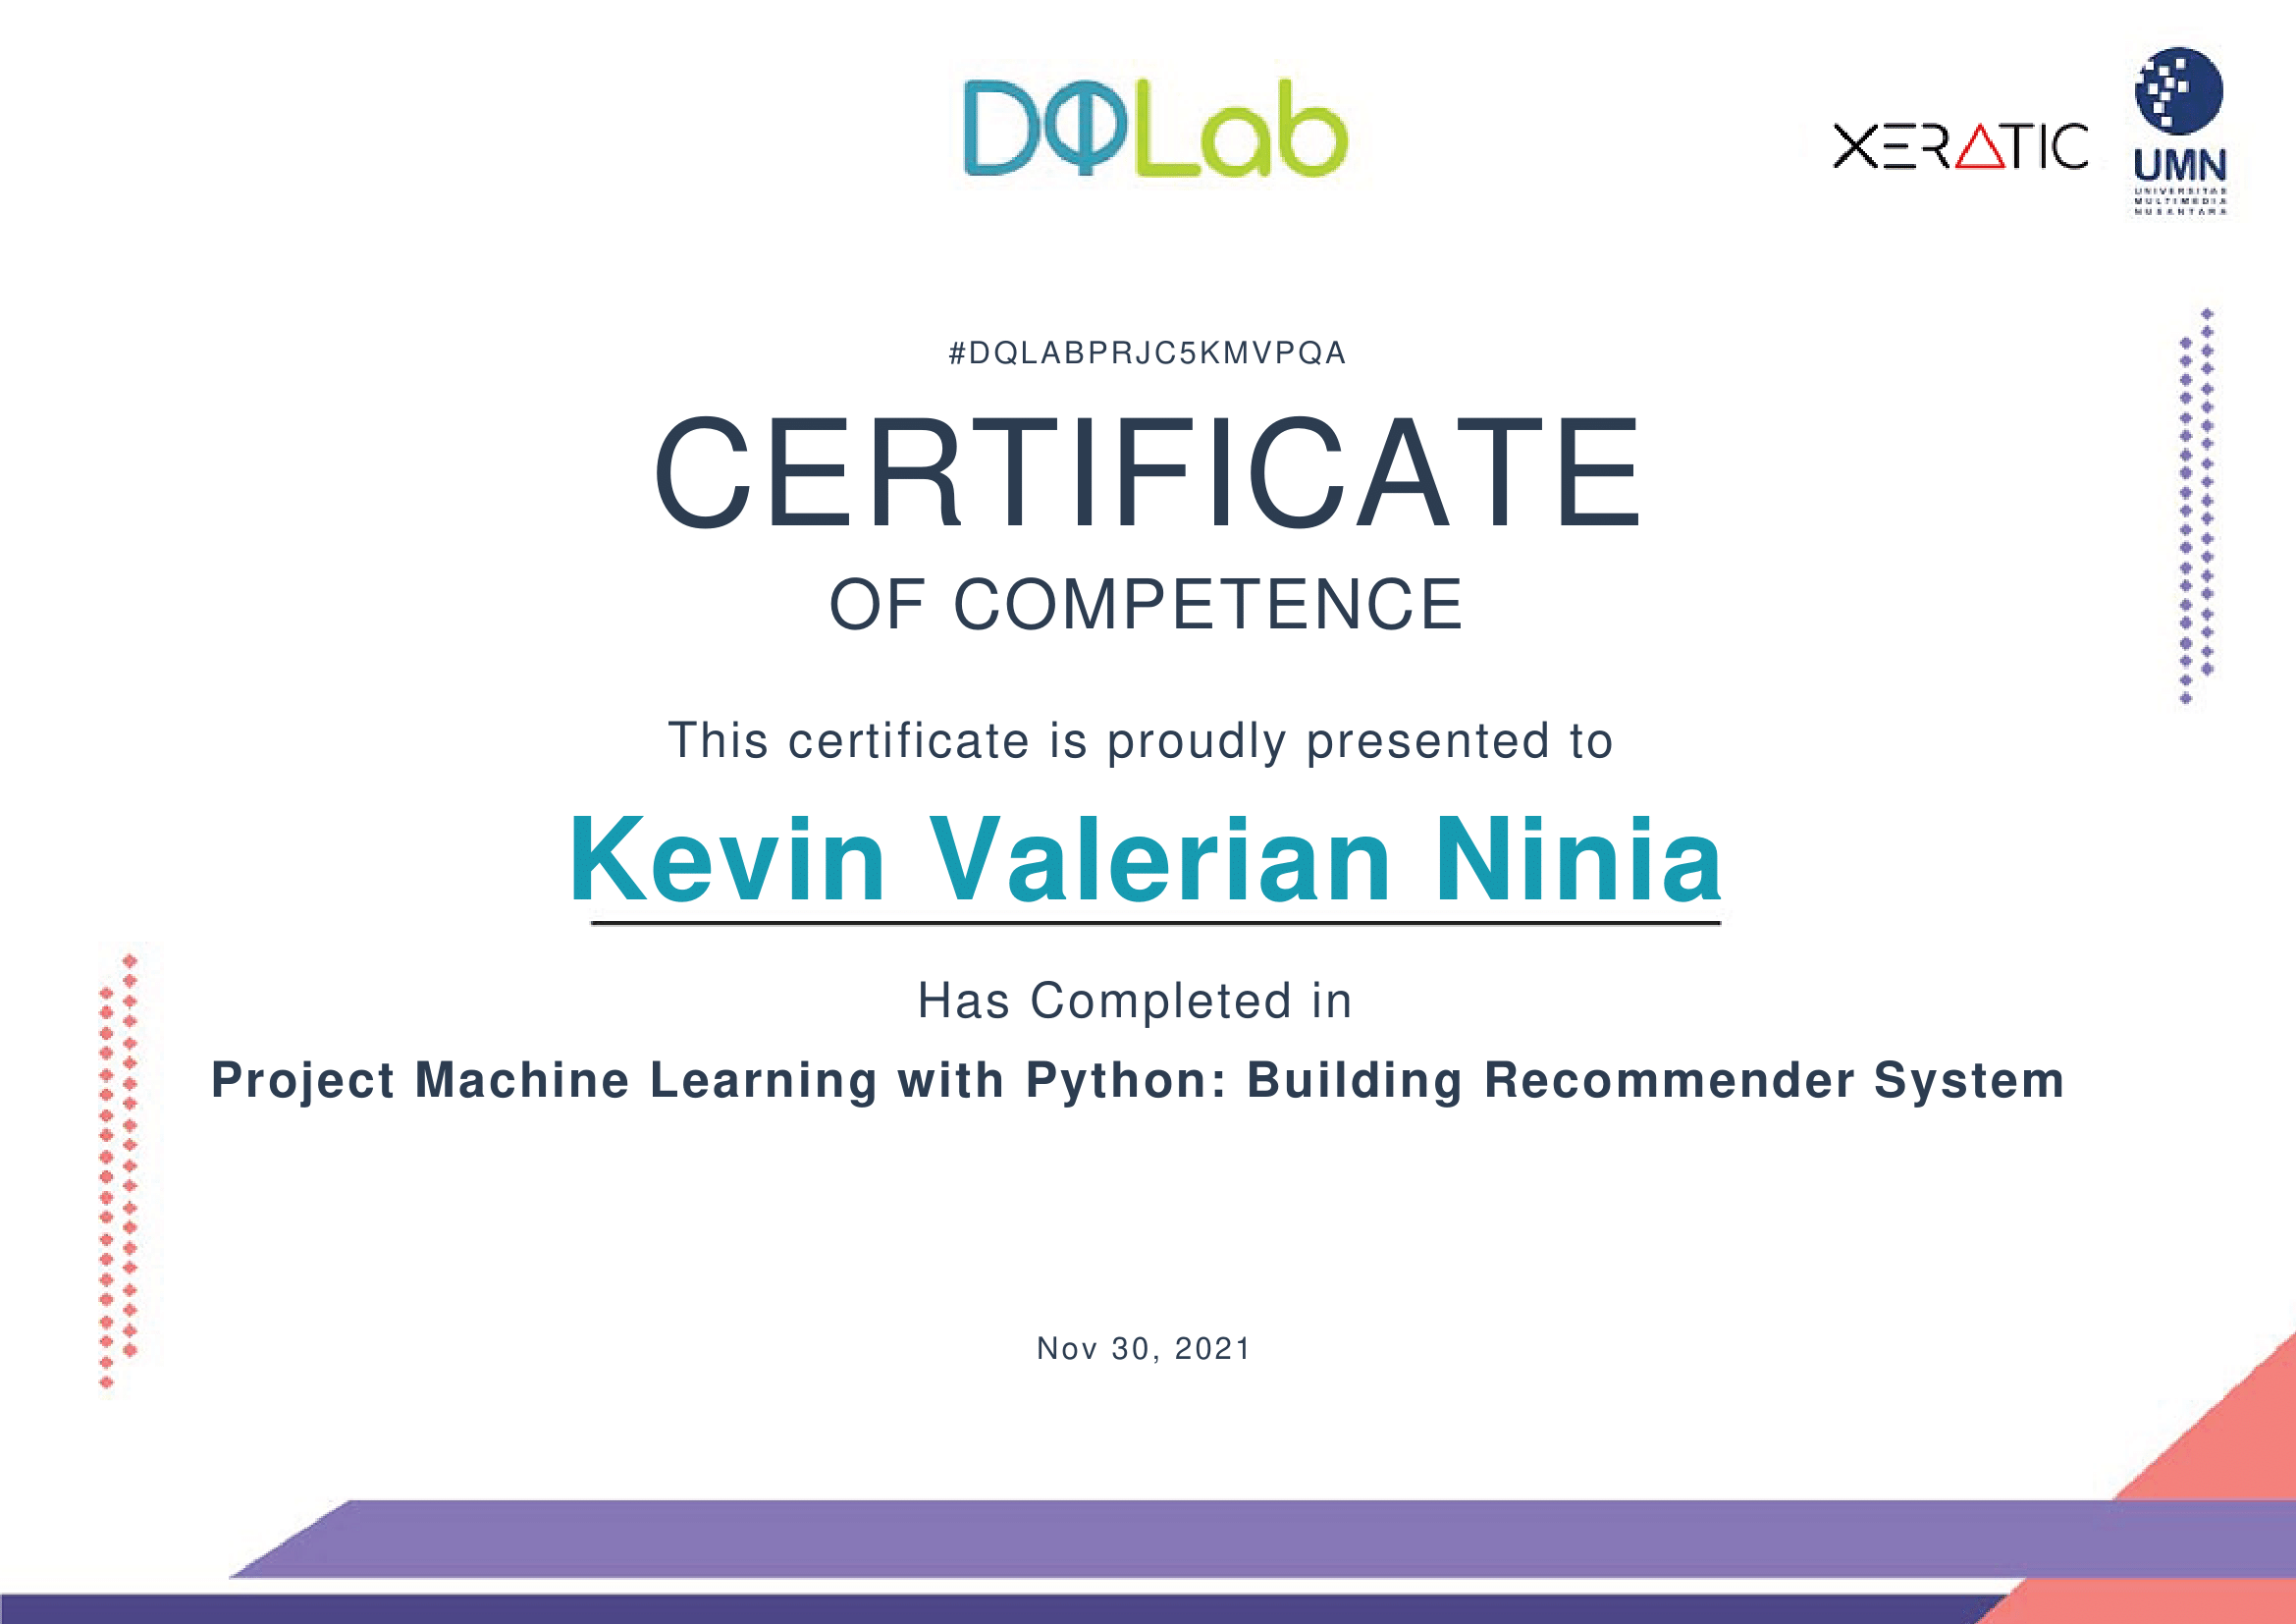 DQLab
XERATIC
UMN
UNIVERSITAS
MULTIMEDIA
NUSANTARA
#DQLABPRJC5KMVPQA
CERTIFICATE
OF COMPETENCE
This certificate is proudly presented to
Kevin Valerian Ninia
Has Completed in
Project Machine Learning with Python: Building Recommender System
Nov 30, 2021